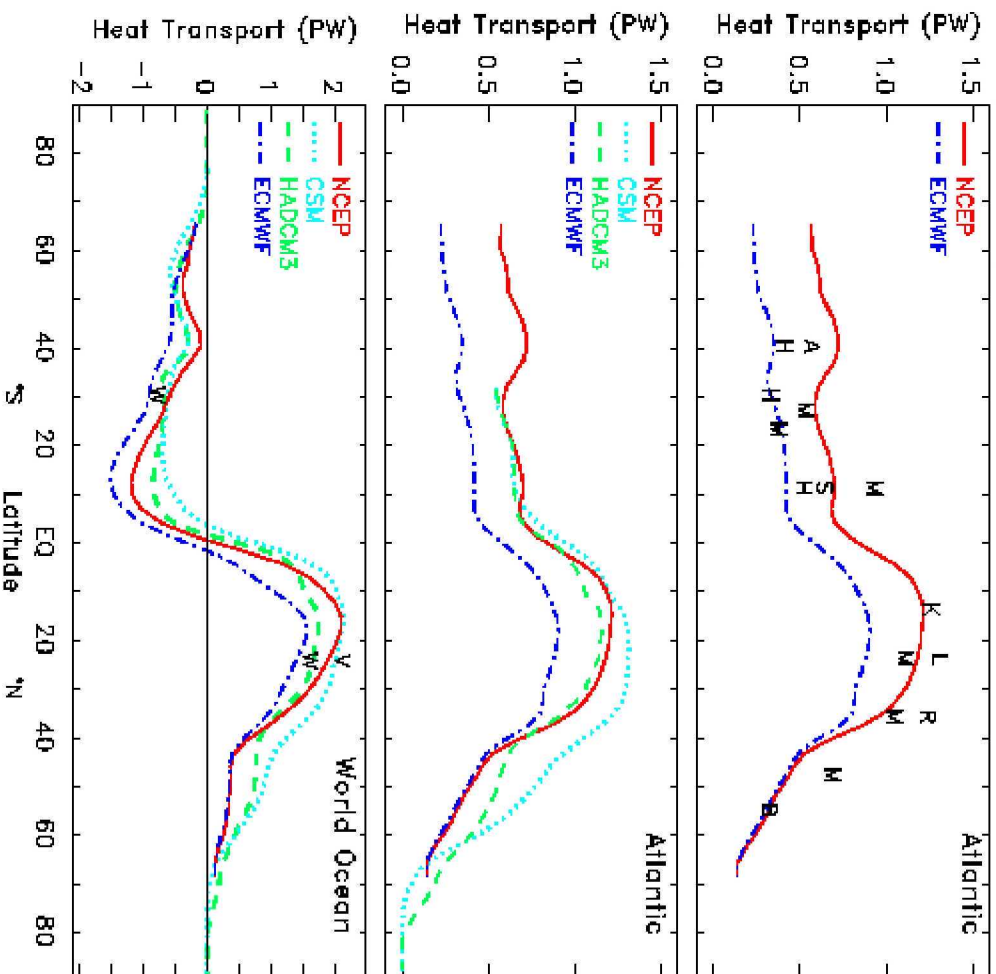 Atlantic
NCEP
ECMWF
Heat Transport (PW)
1.5
1.0
0.5
0.0
L
K
R
M
M
M
M
S
A
M
H
H
M
H
B
Atlantic
NCEP
CSM
HADCM3
ECMWF
Heat Transport (PW)
1.5
1.0
0.5
0.0
World Ocean
NCEP
CSM
HADCM3
ECMWF
Heat Transport (PW)
2
1
0
-1
-2
V
W
W
80 60 40 20 EQ 20 40 60 80
°S Latitude °N